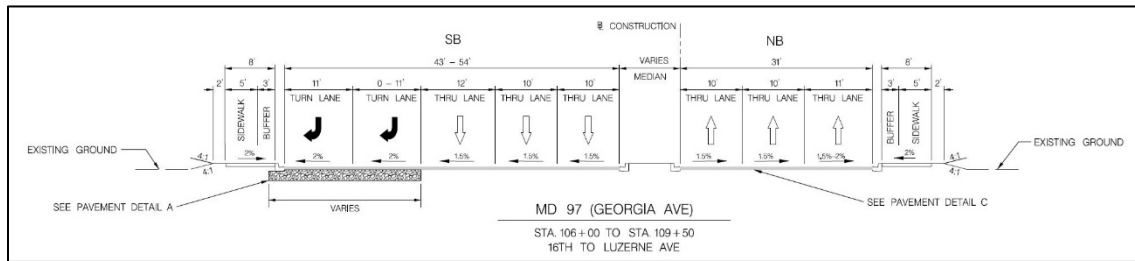 ℄ CONSTRUCTION
SB
NB
8' 43' - 54' VARIES 31' 8'
MEDIAN
2' 5' 3' 11' 0 - 11' 12' 10' 10' 10' 10' 11' 3' 5' 2'
TURN LANE TURN LANE THRU LANE THRU LANE THRU LANE THRU LANE THRU LANE THRU LANE
SIDEWALK
BUFFER
BUFFER
SIDEWALK
EXISTING GROUND
4:1
4:1
2% 2% 2% 1.5% 1.5% 1.5% 1.5% 1.5% 1.5%-2% 2%
4:1
4:1
EXISTING GROUND
SEE PAVEMENT DETAIL A
VARIES
SEE PAVEMENT DETAIL C
MD 97 (GEORGIA AVE)
STA. 106+00 TO STA. 109+50
16TH TO LUZERNE AVE